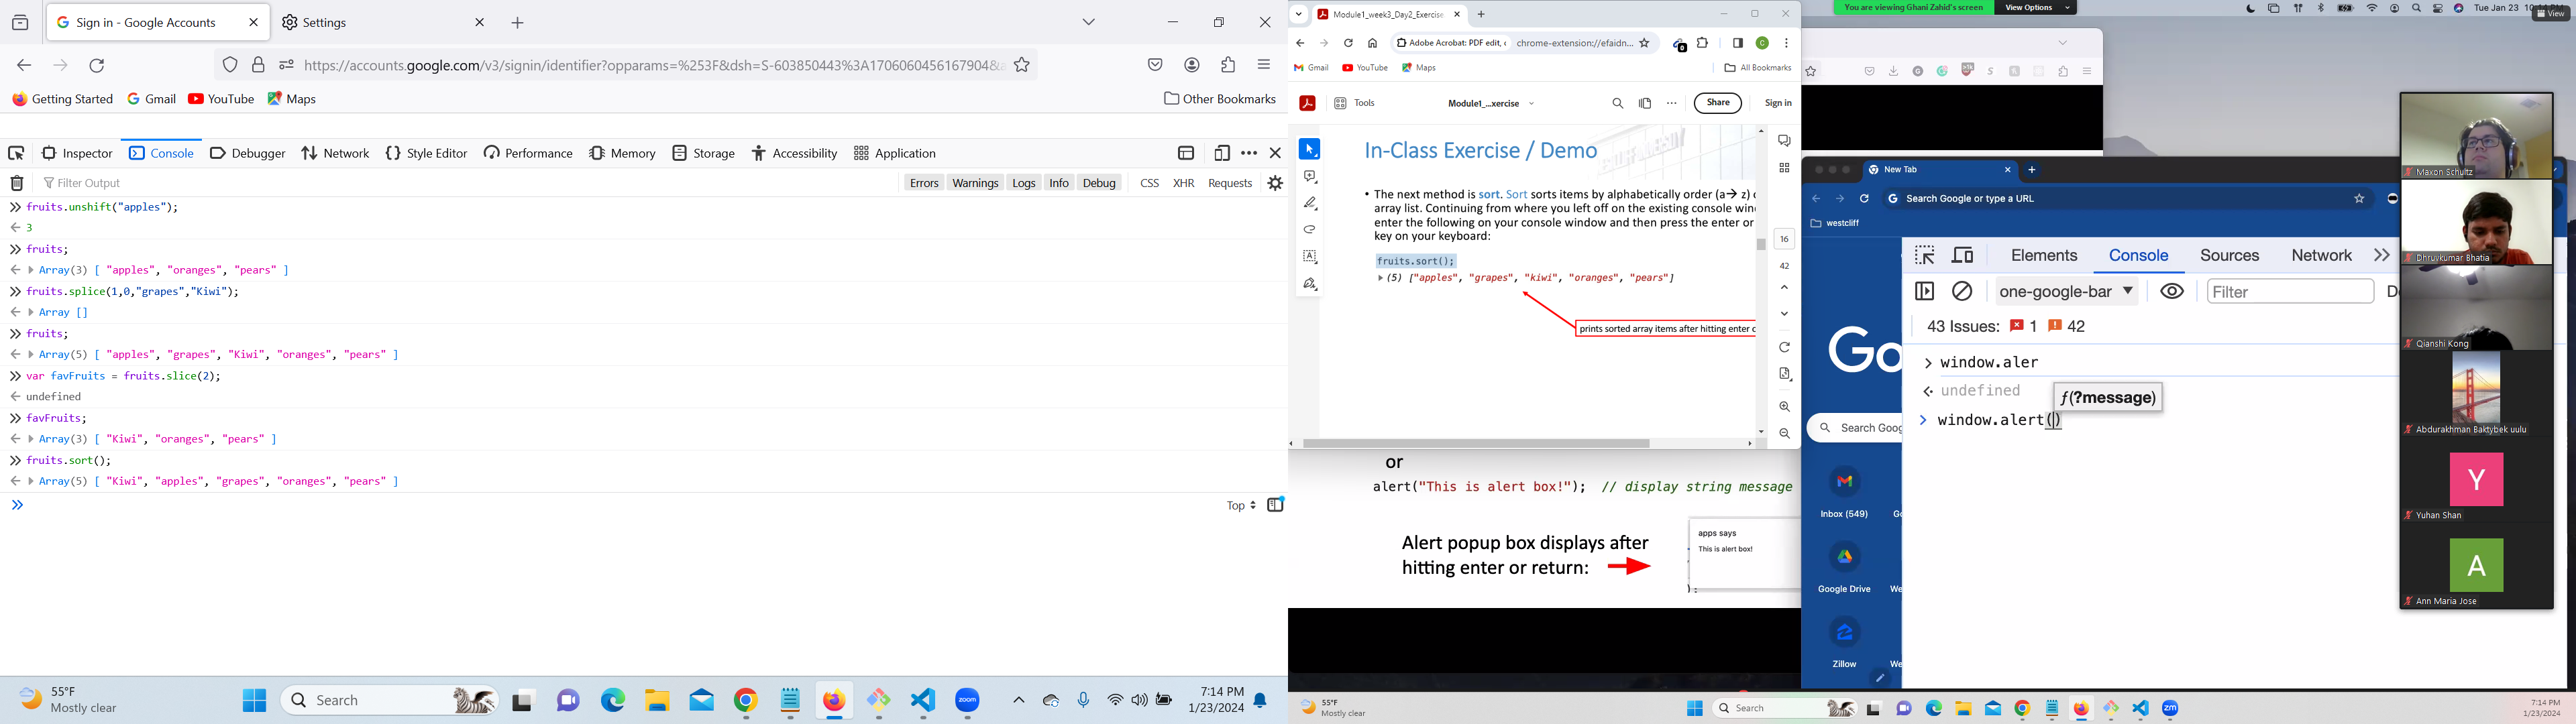 Sign in - Google Accounts
Settings
https://accounts.google.com/v3/signin/identifier?opparams=%253F&dsh=S-603850443%3A1706060456167904&
Getting Started
Gmail
YouTube
Maps
Other Bookmarks
Inspector
Console
Debugger
Network
Style Editor
Performance
Memory
Storage
Accessibility
Application
Filter Output
Errors
Warnings
Logs
Info
Debug
CSS
XHR
Requests
fruits.unshift("apples");
3
fruits;
Array(3) [ "apples", "oranges", "pears" ]
fruits.splice(1,0,"grapes","Kiwi");
Array []
fruits;
Array(5) [ "apples", "grapes", "Kiwi", "oranges", "pears" ]
var favFruits = fruits.slice(2);
undefined
favFruits;
Array(3) [ "Kiwi", "oranges", "pears" ]
fruits.sort();
Array(5) [ "Kiwi", "apples", "grapes", "oranges", "pears" ]
Top
55°F
Mostly clear
Search
zoom
7:14 PM
1/23/2024
Module1_week3_Day2_Exercise
Adobe Acrobat: PDF edit, c
chrome-extension://efaidn...
0
C
Gmail
YouTube
Maps
All Bookmarks
Tools
Module1_...xercise
Share
Sign in
In-Class Exercise / Demo
• The next method is sort. Sort sorts items by alphabetically order (a→ z) o
array list. Continuing from where you left off on the existing console win
enter the following on your console window and then press the enter or
key on your keyboard:
fruits.sort();
(5) ["apples", "grapes", "kiwi", "oranges", "pears"]
prints sorted array items after hitting enter o
16
42
or
alert("This is alert box!"); // display string message
Alert popup box displays after
hitting enter or return:
apps says
This is alert box!
You are viewing Ghani Zahid's screen
View Options
Tue Jan 23
View
New Tab
Search Google or type a URL
westcliff
Elements
Console
Sources
Network
one-google-bar
Filter
43 Issues:
1
42
window.aler
undefined
ƒ(?message)
window.alert()
Go
Search Goog
Inbox (549)
Google Drive
We
Zillow
We
Maxon Schultz
Dhruvkumar Bhatia
Qianshi Kong
Abdurakhman Baktybek uulu
Y
Yuhan Shan
A
Ann Maria Jose
55°F
Mostly clear
Search
zm
7:14 PM
1/23/2024